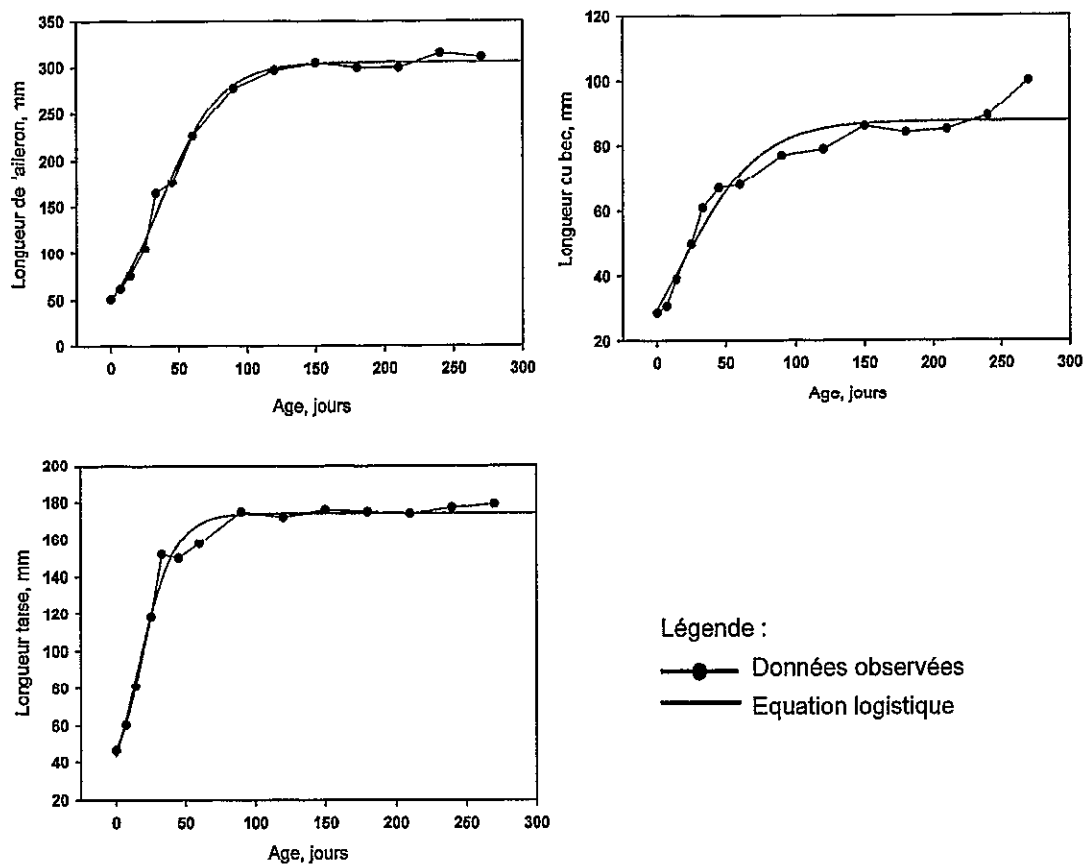 350
300
250
200
150
100
50
0
Longueur de 'aileron, mm
0 50 100 150 200 250 300
Age, jours
120
100
80
60
40
20
Longueur cu bec, mm
0 50 100 150 200 250 300
Age, jours
200
180
160
140
120
100
80
60
40
20
Longueur tarse, mm
0 50 100 150 200 250 300
Age, jours
Légende :
Données observées
Equation logistique